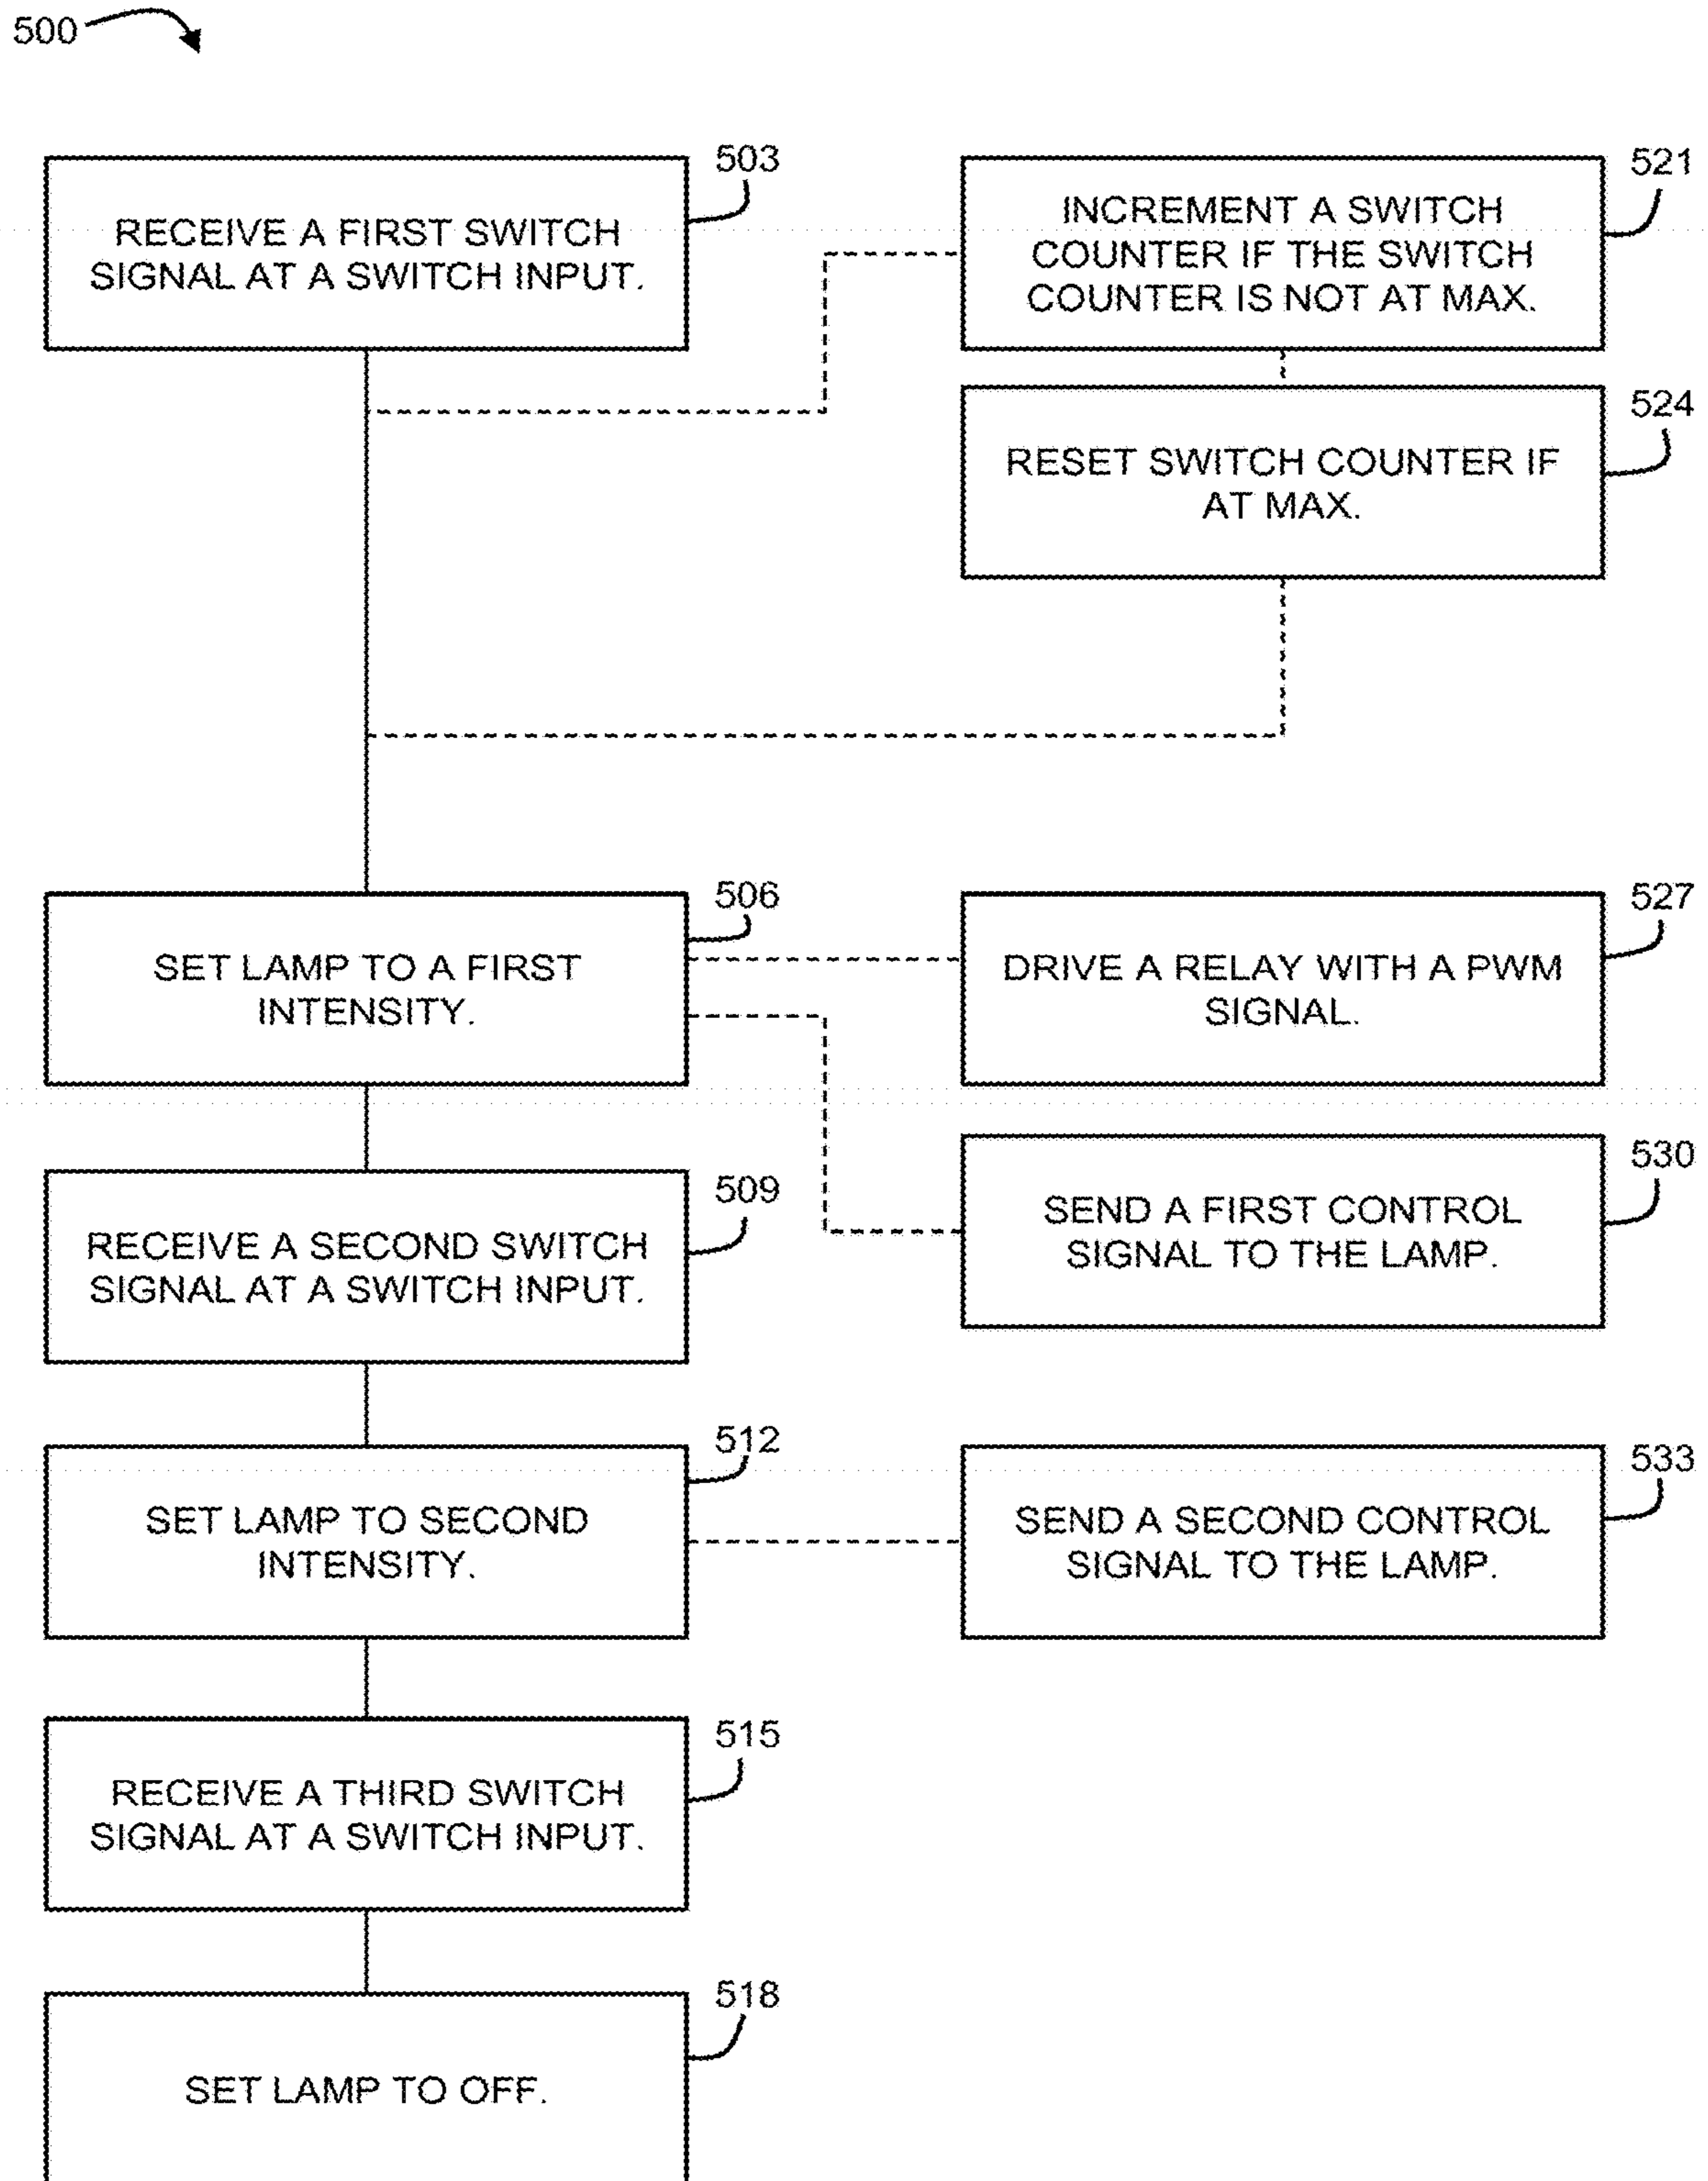 500
503
RECEIVE A FIRST SWITCH
SIGNAL AT A SWITCH INPUT.
521
INCREMENT A SWITCH
COUNTER IF THE SWITCH
COUNTER IS NOT AT MAX.
524
RESET SWITCH COUNTER IF
AT MAX.
506
SET LAMP TO A FIRST
INTENSITY.
527
DRIVE A RELAY WITH A PWM
SIGNAL.
530
SEND A FIRST CONTROL
SIGNAL TO THE LAMP.
509
RECEIVE A SECOND SWITCH
SIGNAL AT A SWITCH INPUT.
512
SET LAMP TO SECOND
INTENSITY.
533
SEND A SECOND CONTROL
SIGNAL TO THE LAMP.
515
RECEIVE A THIRD SWITCH
SIGNAL AT A SWITCH INPUT.
518
SET LAMP TO OFF.